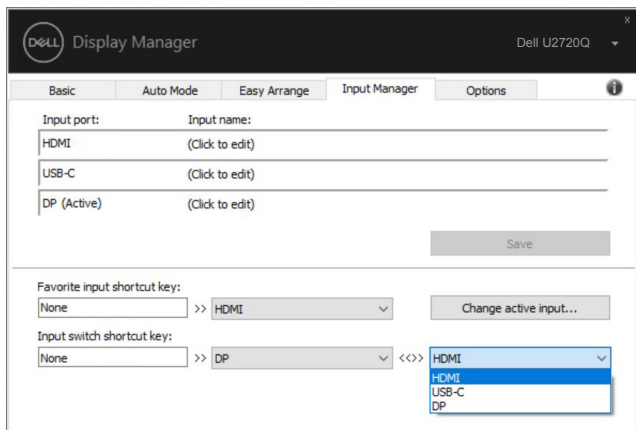 x
DELL Display Manager Dell U2720Q
Basic Auto Mode Easy Arrange Input Manager Options i
Input port: Input name:
HDMI (Click to edit)
USB-C (Click to edit)
DP (Active) (Click to edit)
Save
Favorite input shortcut key:
None >> HDMI Change active input...
Input switch shortcut key:
None >> DP <<>> HDMI
HDMI
USB-C
DP